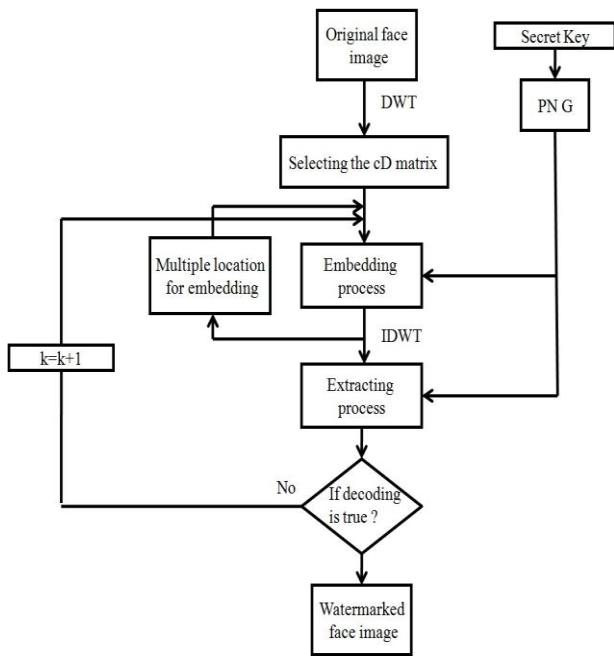 Original face
image
Secret Key
DWT
PN G
Selecting the cD matrix
Multiple location
for embedding
Embedding
process
IDWT
k=k+1
Extracting
process
No
If decoding
is true ?
Watermarked
face image